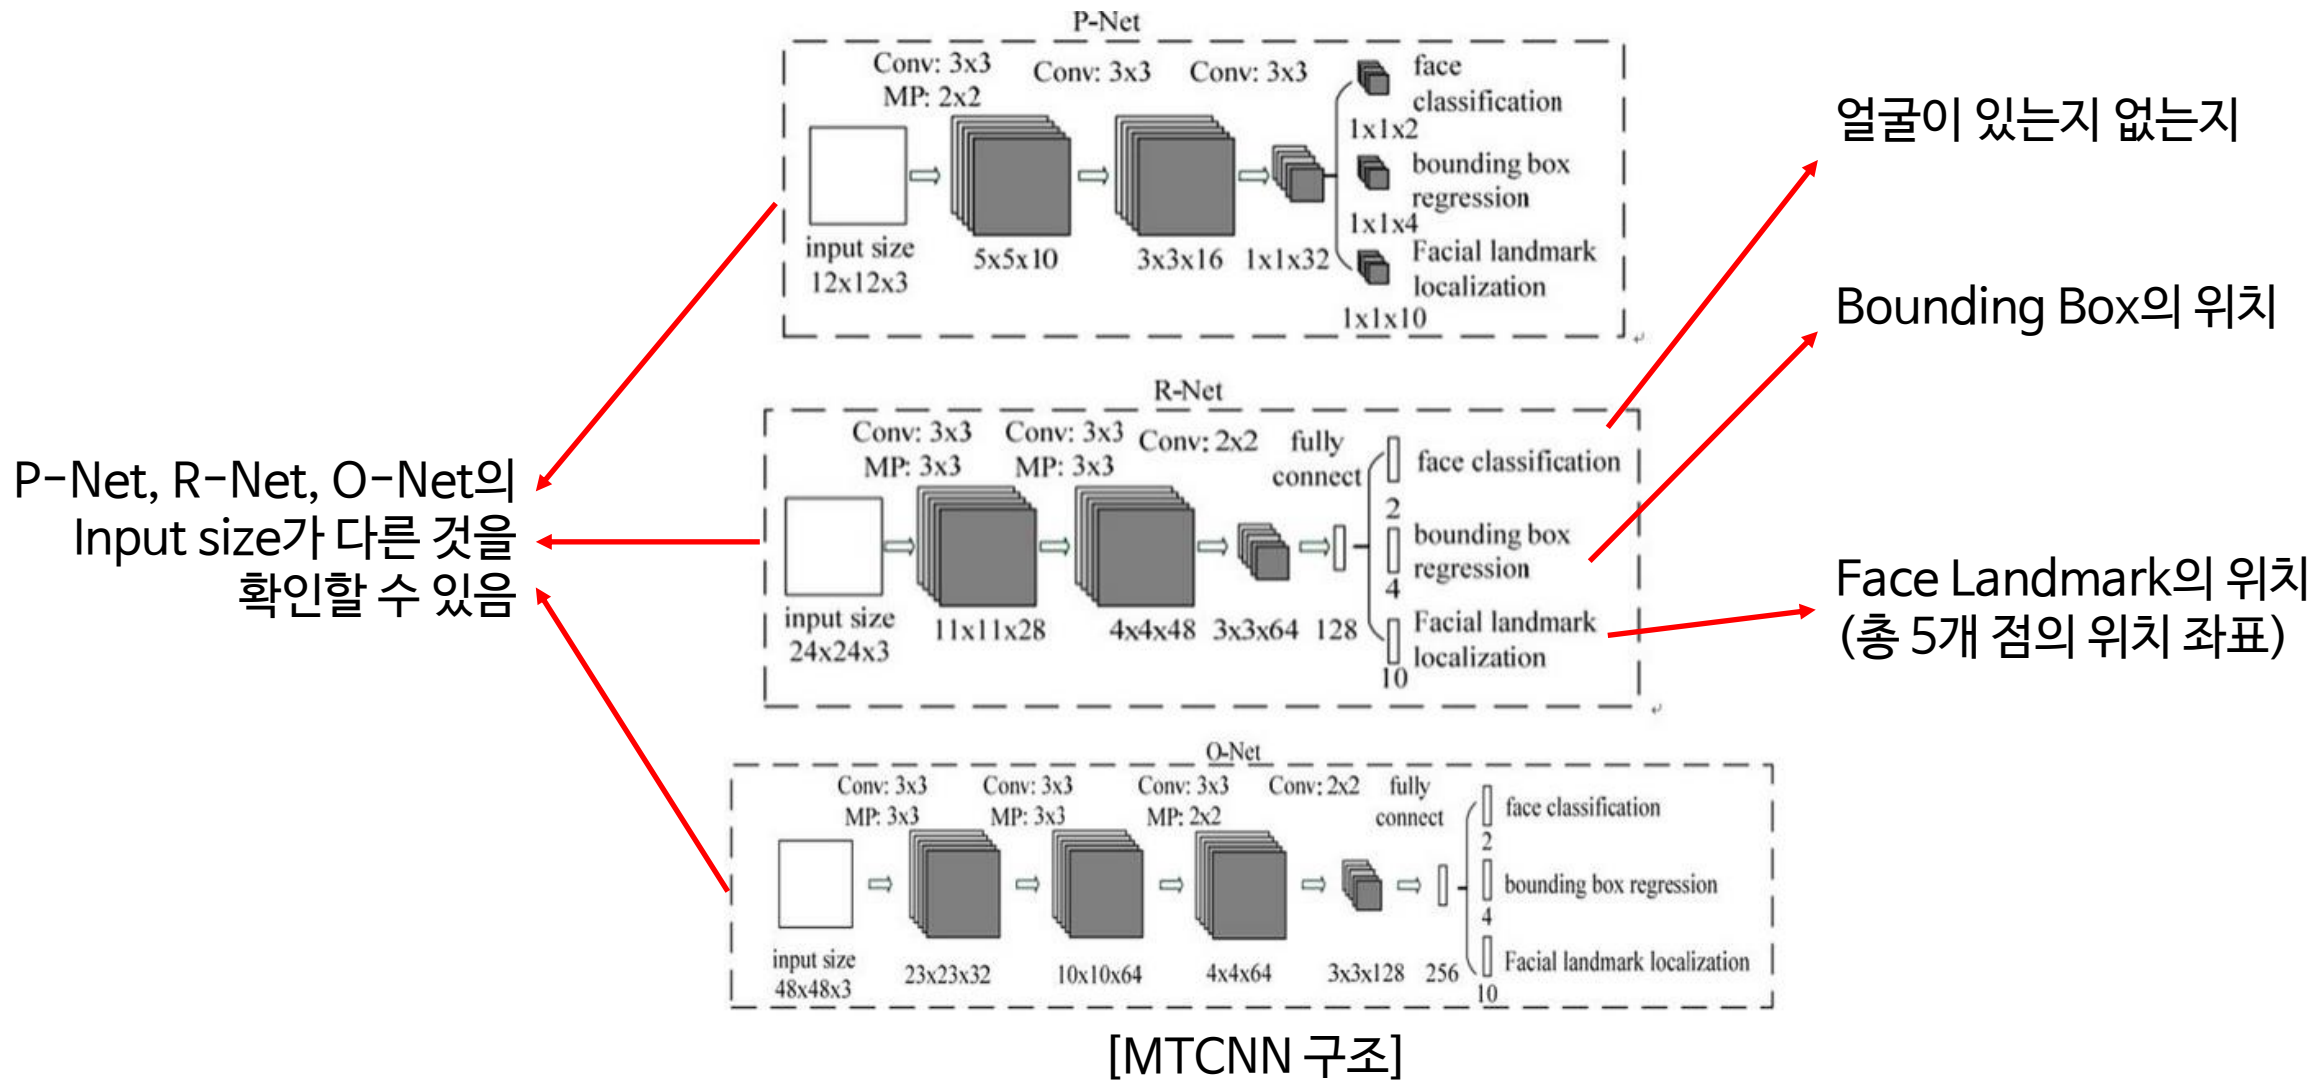 P-Net
Conv: 3x3
MP: 2x2
Conv: 3x3
Conv: 3x3
face
classification
1x1x2
bounding box
regression
1x1x4
Facial landmark
localization
1x1x10
input size
12x12x3
5x5x10
3x3x16
1x1x32
얼굴이 있는지 없는지
Bounding Box의 위치
Face Landmark의 위치
(총 5개 점의 위치 좌표)
P-Net, R-Net, O-Net의
Input size가 다른 것을
확인할 수 있음
R-Net
Conv: 3x3
MP: 3x3
Conv: 3x3
MP: 3x3
Conv: 2x2
fully
connect
face classification
2
bounding box
regression
4
Facial landmark
localization
10
input size
24x24x3
11x11x28
4x4x48
3x3x64
128
O-Net
Conv: 3x3
MP: 3x3
Conv: 3x3
MP: 3x3
Conv: 3x3
MP: 2x2
Conv: 2x2
fully
connect
face classification
2
bounding box regression
4
Facial landmark localization
10
input size
48x48x3
23x23x32
10x10x64
4x4x64
3x3x128
256
[MTCNN 구조]